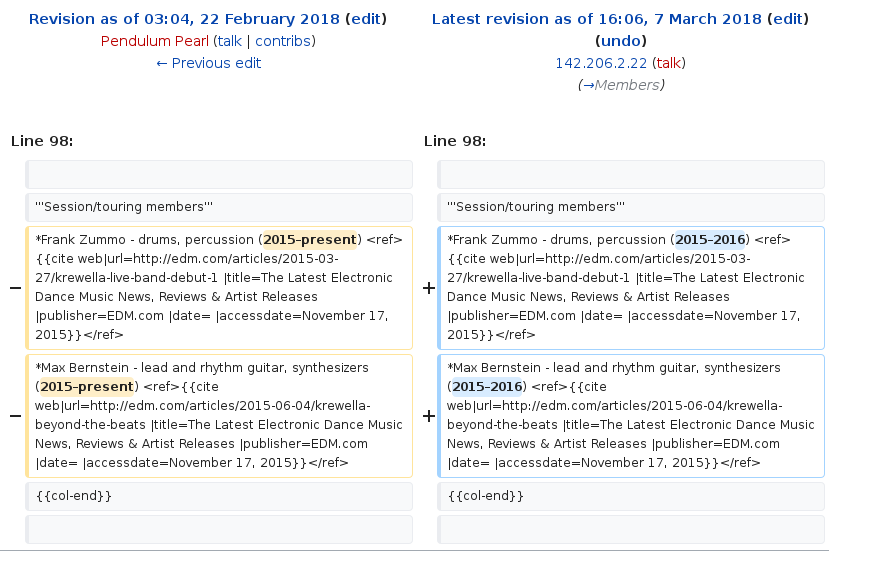 Revision as of 03:04, 22 February 2018 (edit)
Pendulum Pearl (talk | contribs)
← Previous edit
Latest revision as of 16:06, 7 March 2018 (edit)
(undo)
142.206.2.22 (talk)
(→Members)
Line 98:
Line 98:
'''Session/touring members'''
'''Session/touring members'''
− *Frank Zummo - drums, percussion (2015–present) <ref>
{{cite web|url=http://edm.com/articles/2015-03-
27/krewella-live-band-debut-1 |title=The Latest Electronic
Dance Music News, Reviews & Artist Releases
|publisher=EDM.com |date= |accessdate=November 17,
2015}}</ref>
+ *Frank Zummo - drums, percussion (2015–2016) <ref>
{{cite web|url=http://edm.com/articles/2015-03-
27/krewella-live-band-debut-1 |title=The Latest Electronic
Dance Music News, Reviews & Artist Releases
|publisher=EDM.com |date= |accessdate=November 17,
2015}}</ref>
− *Max Bernstein - lead and rhythm guitar, synthesizers
(2015–present) <ref>{{cite
web|url=http://edm.com/articles/2015-06-04/krewella-
beyond-the-beats |title=The Latest Electronic Dance Music
News, Reviews & Artist Releases |publisher=EDM.com
|date= |accessdate=November 17, 2015}}</ref>
+ *Max Bernstein - lead and rhythm guitar, synthesizers
(2015–2016) <ref>{{cite
web|url=http://edm.com/articles/2015-06-04/krewella-
beyond-the-beats |title=The Latest Electronic Dance Music
News, Reviews & Artist Releases |publisher=EDM.com
|date= |accessdate=November 17, 2015}}</ref>
{{col-end}}
{{col-end}}